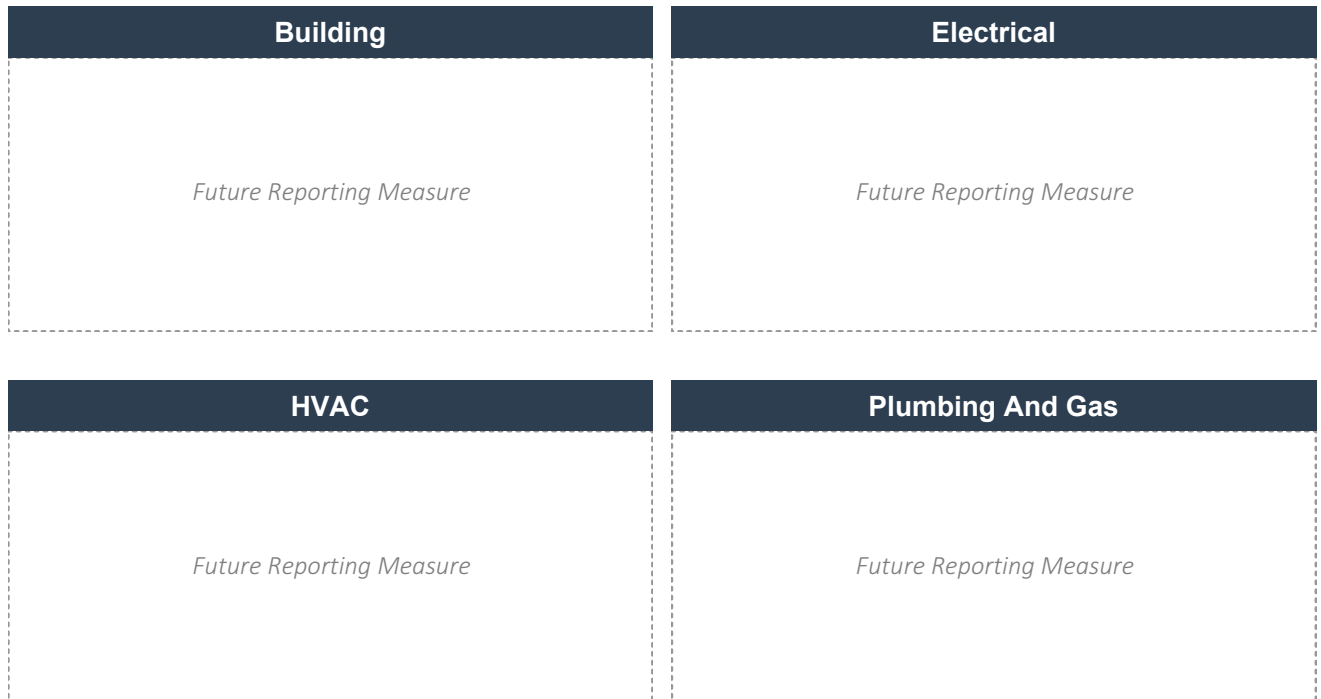 Building
Electrical
Future Reporting Measure
Future Reporting Measure
HVAC
Plumbing And Gas
Future Reporting Measure
Future Reporting Measure